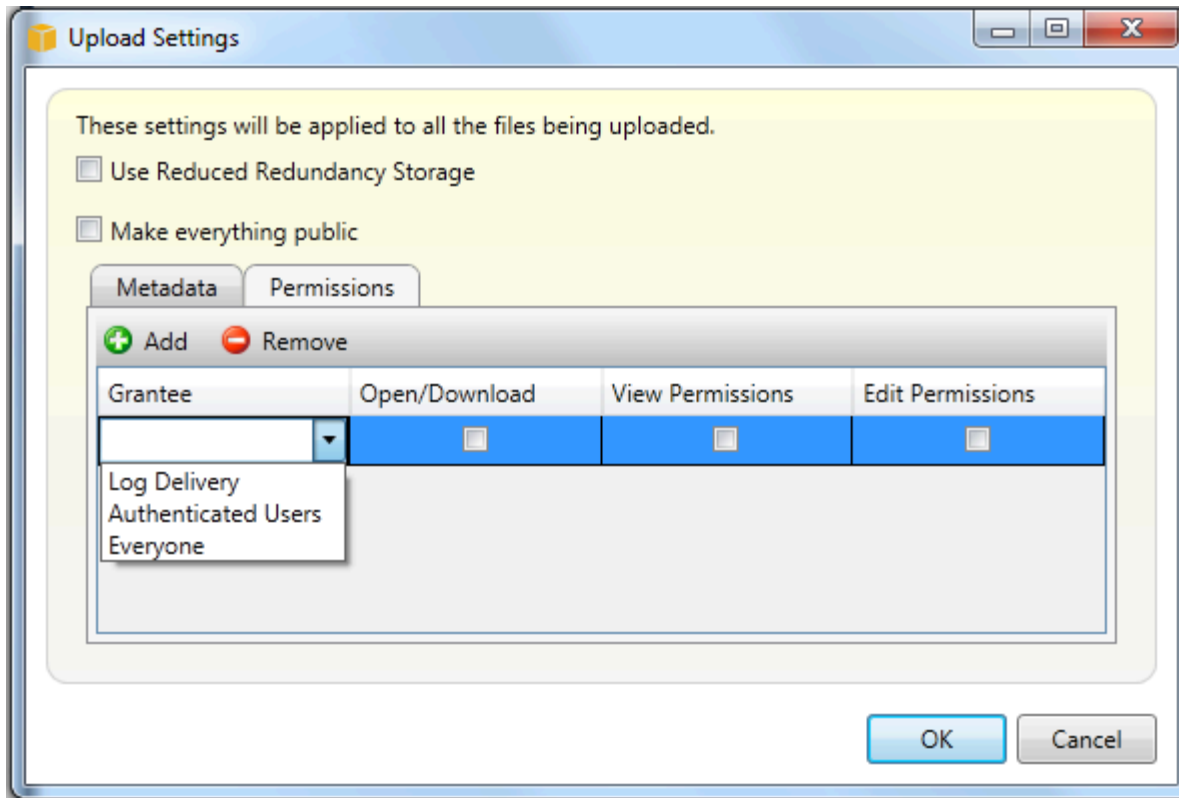 Upload Settings
These settings will be applied to all the files being uploaded.
Use Reduced Redundancy Storage
Make everything public
Metadata Permissions
Add Remove
Grantee Open/Download View Permissions Edit Permissions
Log Delivery
Authenticated Users
Everyone
OK Cancel